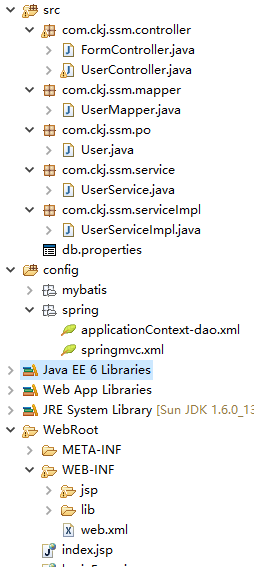 src
com.ckj.ssm.controller
FormController.java
UserController.java
com.ckj.ssm.mapper
UserMapper.java
com.ckj.ssm.po
User.java
com.ckj.ssm.service
UserService.java
com.ckj.ssm.serviceImpl
UserServiceImpl.java
db.properties
config
mybatis
spring
applicationContext-dao.xml
springmvc.xml
Java EE 6 Libraries
Web App Libraries
JRE System Library [Sun JDK 1.6.0_13
WebRoot
META-INF
WEB-INF
jsp
lib
web.xml
index.jsp